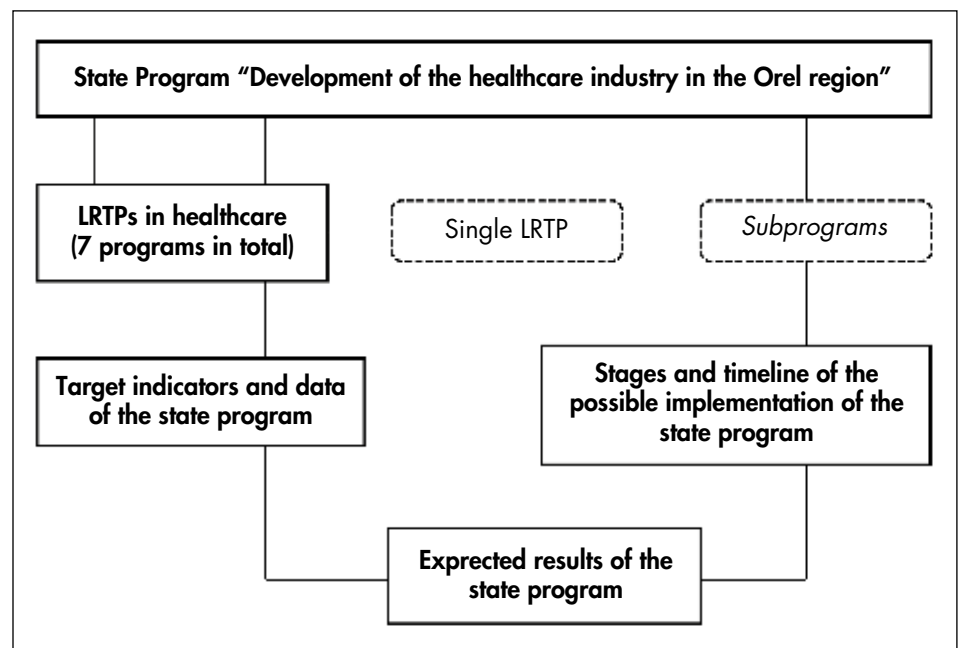 State Program “Development of the healthcare industry in the Orel region”
LRTPs in healthcare
(7 programs in total)
Single LRTP
Subprograms
Target indicators and data
of the state program
Stages and timeline of the
possible implementation of the
state program
Exprected results of the
state program